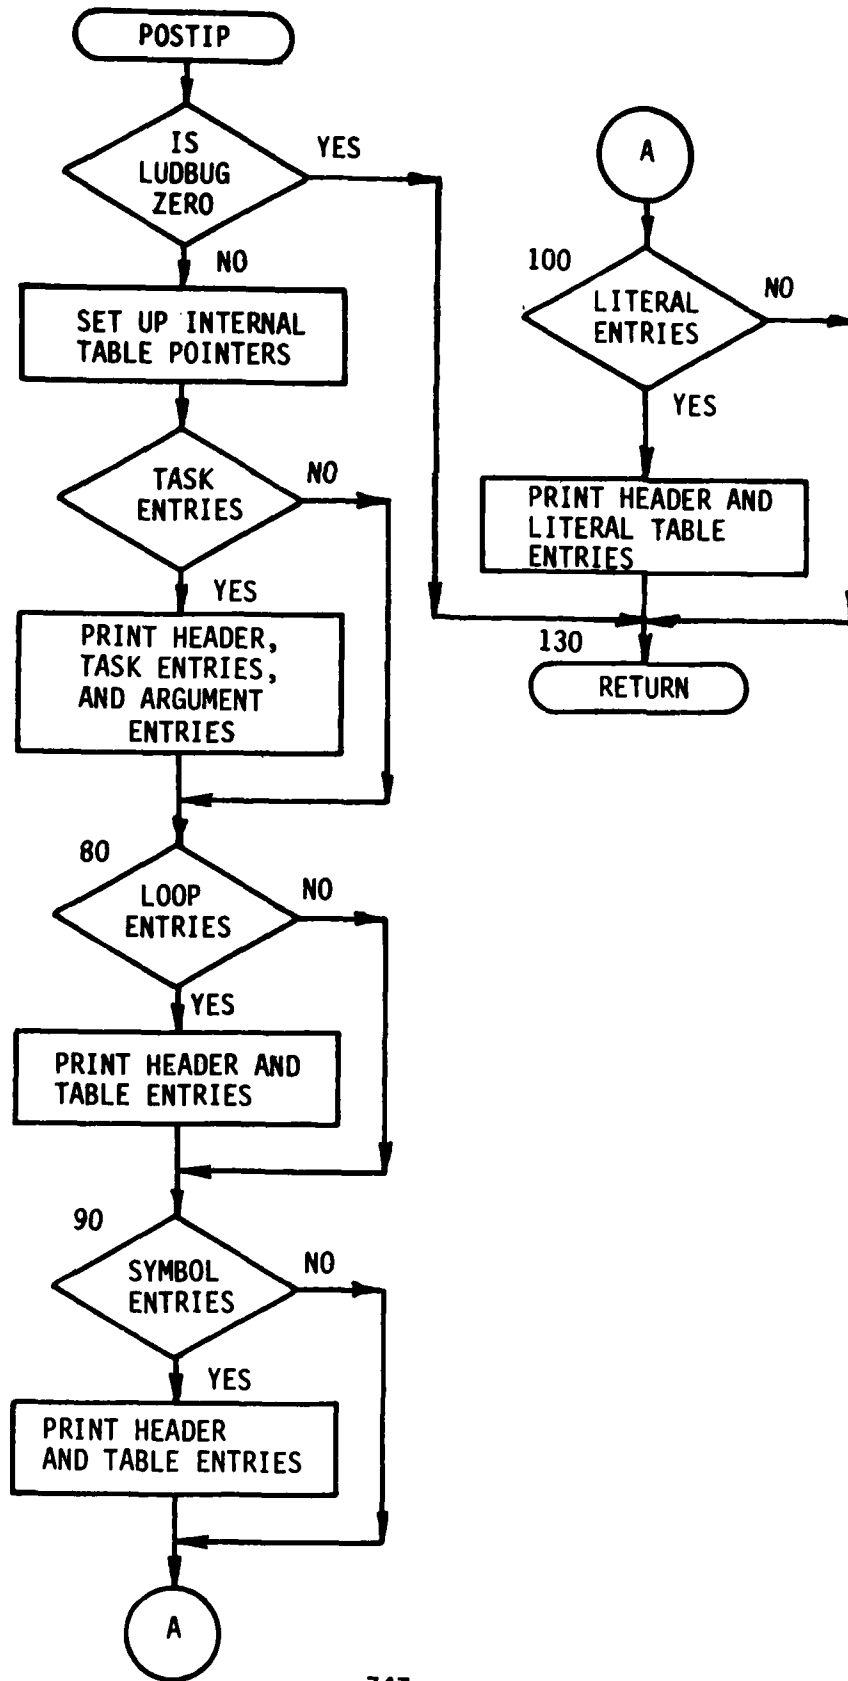 POSTIP
IS
LUDBUG
ZERO
YES
NO
SET UP INTERNAL
TABLE POINTERS
TASK
ENTRIES
NO
YES
PRINT HEADER,
TASK ENTRIES,
AND ARGUMENT
ENTRIES
80
LOOP
ENTRIES
NO
YES
PRINT HEADER AND
TABLE ENTRIES
90
SYMBOL
ENTRIES
NO
YES
PRINT HEADER
AND TABLE ENTRIES
A
A
100
LITERAL
ENTRIES
NO
YES
PRINT HEADER AND
LITERAL TABLE
ENTRIES
130
RETURN